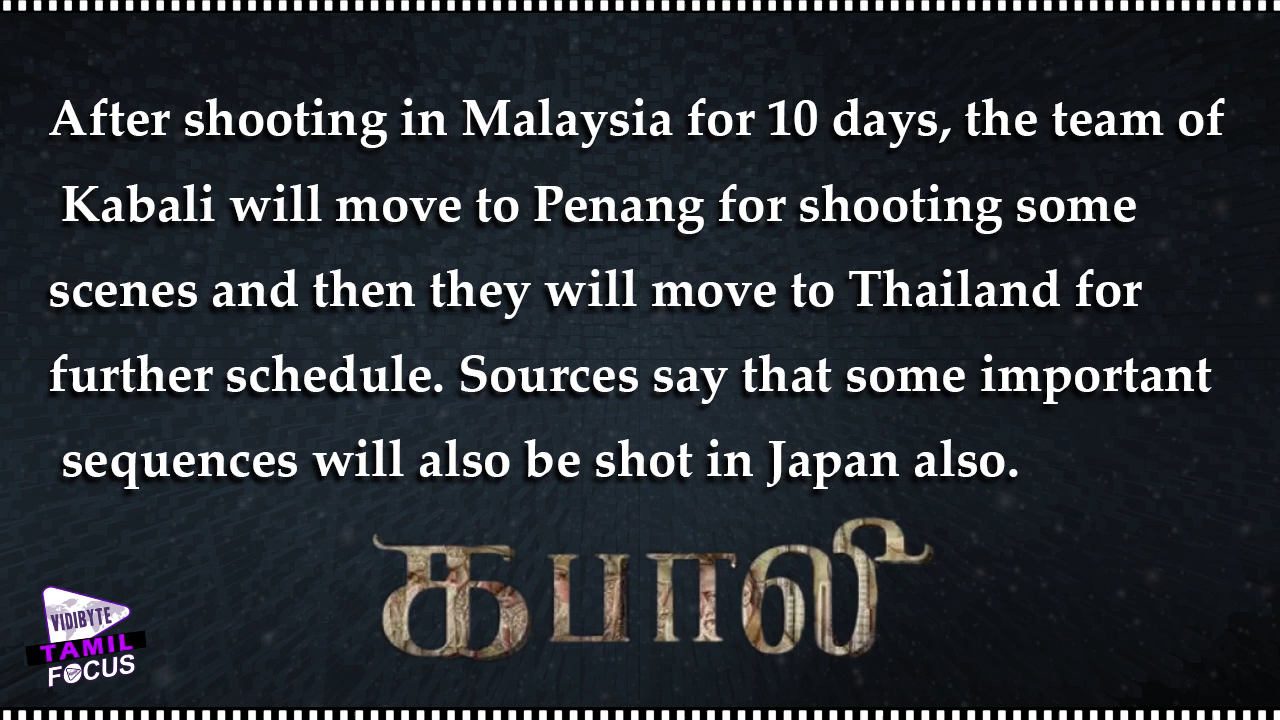 After shooting in Malaysia for 10 days, the team of
Kabali will move to Penang for shooting some
scenes and then they will move to Thailand for
further schedule. Sources say that some important
sequences will also be shot in Japan also.
கபாலி
VIDIBYTE
TAMIL
FOCUS